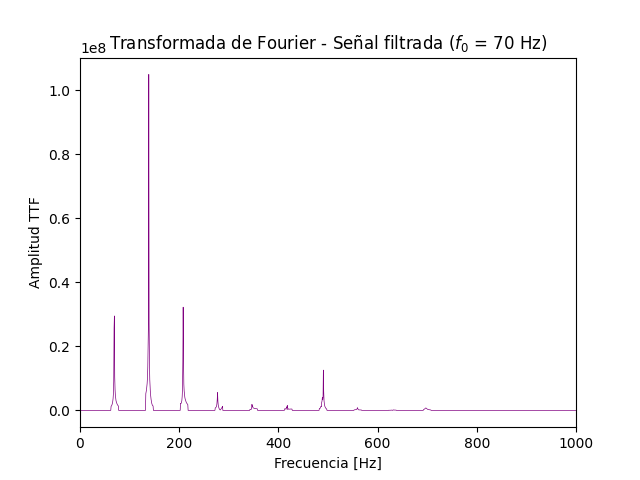 Transformada de Fourier - Señal filtrada (f₀ = 70 Hz)
1e8
1.0
0.8
0.6
0.4
0.2
0.0
Amplitud TTF
0 200 400 600 800 1000
Frecuencia [Hz]